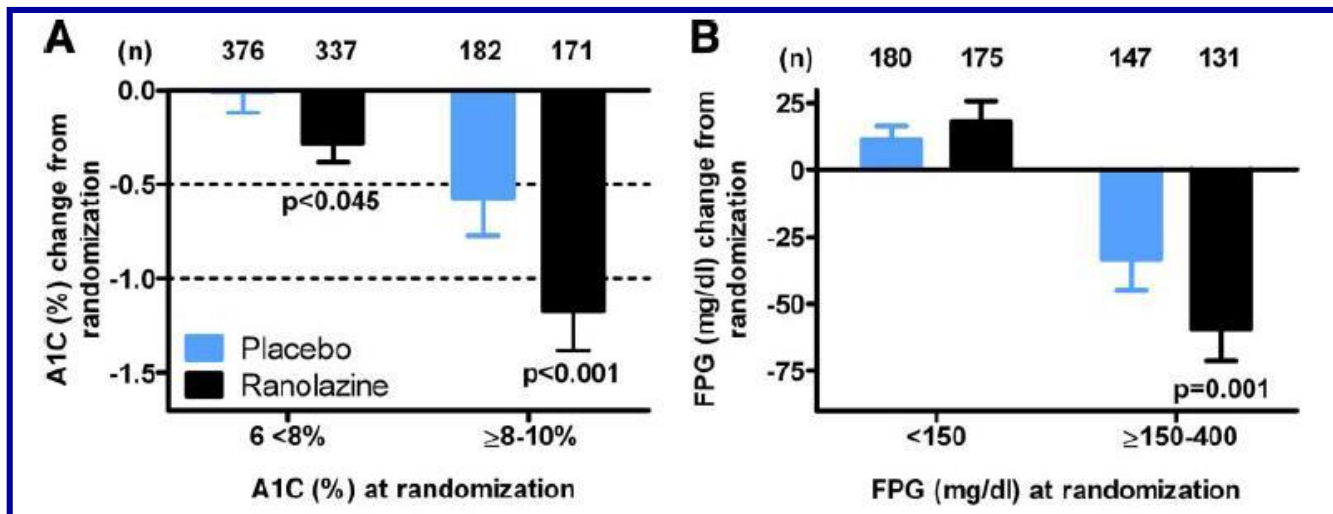 A
(n) 376 337 182 171
0.0
-0.5
-1.0
-1.5
A1C (%) change from
randomization
p<0.045
p<0.001
Placebo
Ranolazine
6 <8% ≥8-10%
A1C (%) at randomization
B
(n) 180 175 147 131
25
0
-25
-50
-75
FPG (mg/dl) change from
randomization
p=0.001
<150 ≥150-400
FPG (mg/dl) at randomization